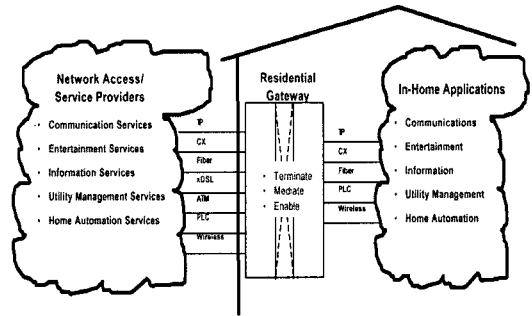 Network Access/
Service Providers
· Communication Services
· Entertainment Services
· Information Services
· Utility Management Services
· Home Automation Services
IP
CX
Fiber
xDSL
ATM
PLC
Wireless
Residential
Gateway
· Terminate
· Mediate
· Enable
IP
CX
Fiber
PLC
Wireless
In-Home Applications
· Communications
· Entertainment
· Information
· Utility Management
· Home Automation